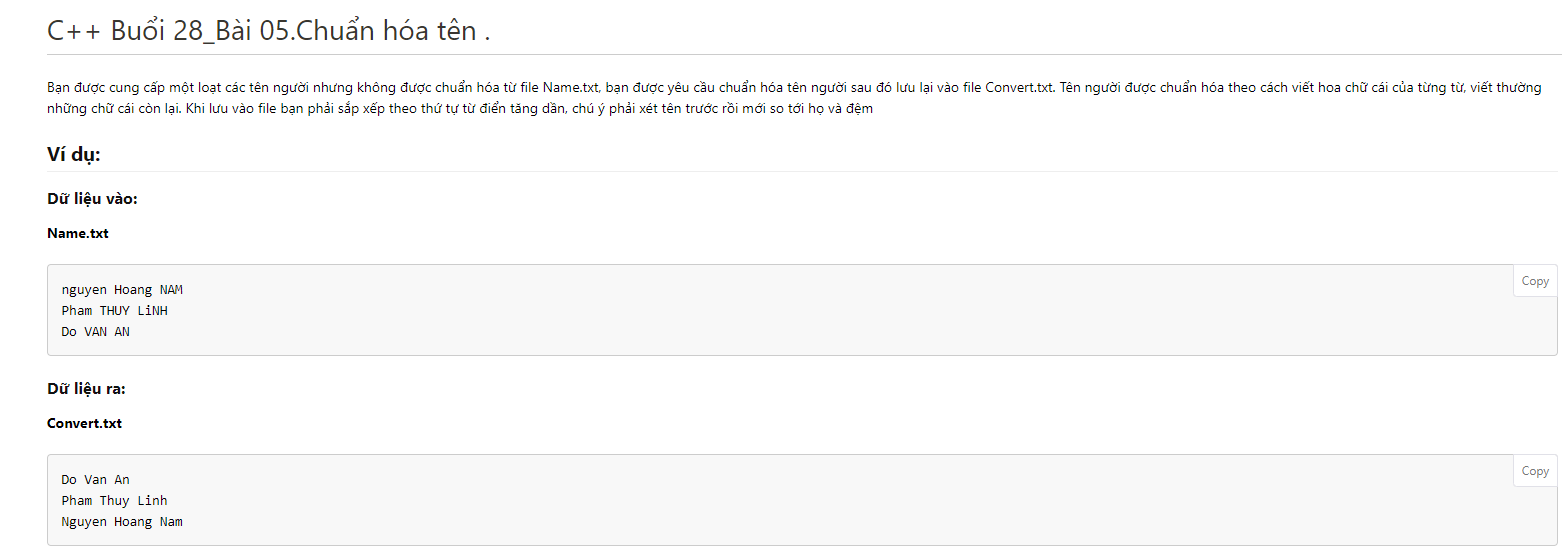 C++ Buổi 28_Bài 05.Chuẩn hóa tên .
Bạn được cung cấp một loạt các tên người nhưng không được chuẩn hóa từ file Name.txt, bạn được yêu cầu chuẩn hóa tên người sau đó lưu lại vào file Convert.txt. Tên người được chuẩn hóa theo cách viết hoa chữ cái của từng từ, viết thường
những chữ cái còn lại. Khi lưu vào file bạn phải sắp xếp theo thứ tự từ điển tăng dần, chú ý phải xét tên trước rồi mới so tới họ và đệm
Ví dụ:
Dữ liệu vào:
Name.txt
Copy
nguyen Hoang NAM
Pham THUY LiNH
Do VAN AN
Dữ liệu ra:
Convert.txt
Copy
Do Van An
Pham Thuy Linh
Nguyen Hoang Nam